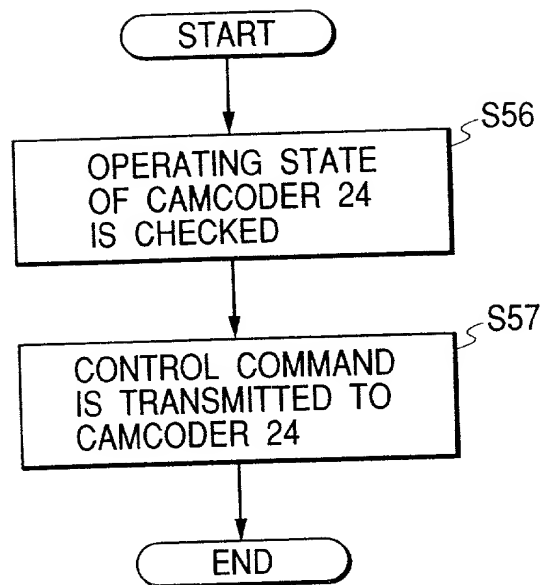 START
S56
OPERATING STATE
OF CAMCODER 24
IS CHECKED
S57
CONTROL COMMAND
IS TRANSMITTED TO
CAMCODER 24
END